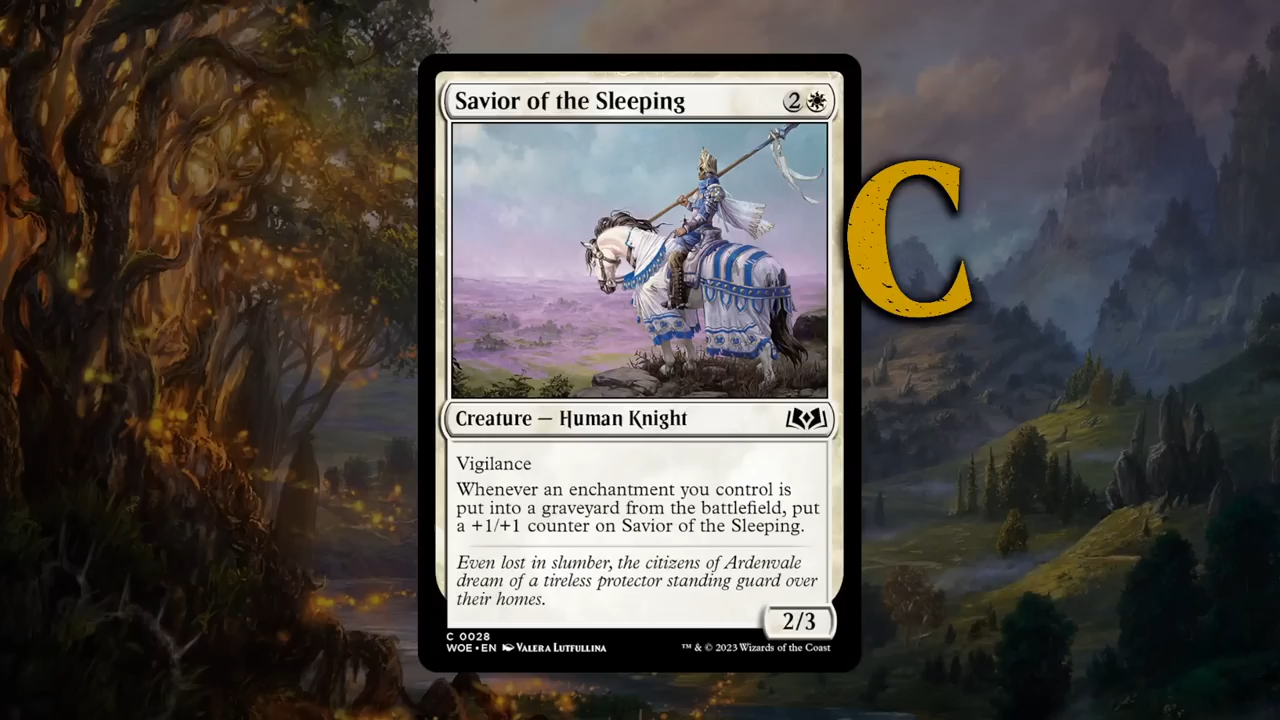 Savior of the Sleeping 2
C
Creature — Human Knight
Vigilance
Whenever an enchantment you control is
put into a graveyard from the battlefield, put
a +1/+1 counter on Savior of the Sleeping.
Even lost in slumber, the citizens of Ardenvale
dream of a tireless protector standing guard over
their homes.
2/3
C 0028
WOE • EN Valera Lutfullina ™ & © 2023 Wizards of the Coast